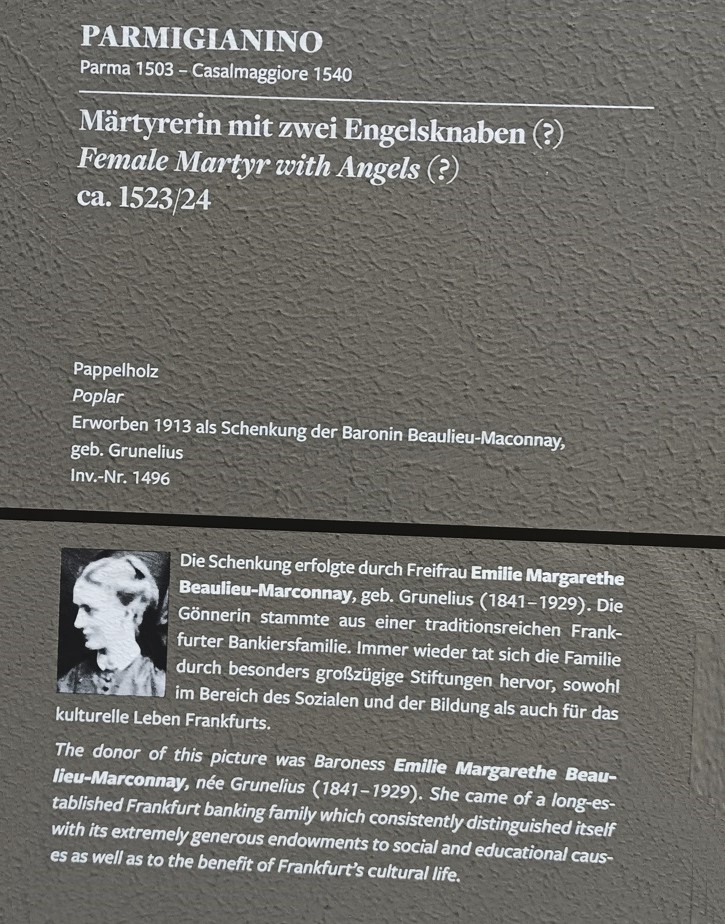 PARMIGIANINO
Parma 1503 – Casalmaggiore 1540
Märtyrerin mit zwei Engelsknaben (?)
Female Martyr with Angels (?)
ca. 1523/24
Pappelholz
Poplar
Erworben 1913 als Schenkung der Baronin Beaulieu-Maconnay,
geb. Grunelius
Inv.-Nr. 1496
Die Schenkung erfolgte durch Freifrau Emilie Margarethe
Beaulieu-Marconnay, geb. Grunelius (1841–1929). Die
Gönnerin stammte aus einer traditionsreichen Frank-
furter Bankiersfamilie. Immer wieder tat sich die Familie
durch besonders großzügige Stiftungen hervor, sowohl
im Bereich des Sozialen und der Bildung als auch für das
kulturelle Leben Frankfurts.
The donor of this picture was Baroness Emilie Margarethe Beau-
lieu-Marconnay, née Grunelius (1841–1929). She came of a long-es-
tablished Frankfurt banking family which consistently distinguished itself
with its extremely generous endowments to social and educational caus-
es as well as to the benefit of Frankfurt's cultural life.